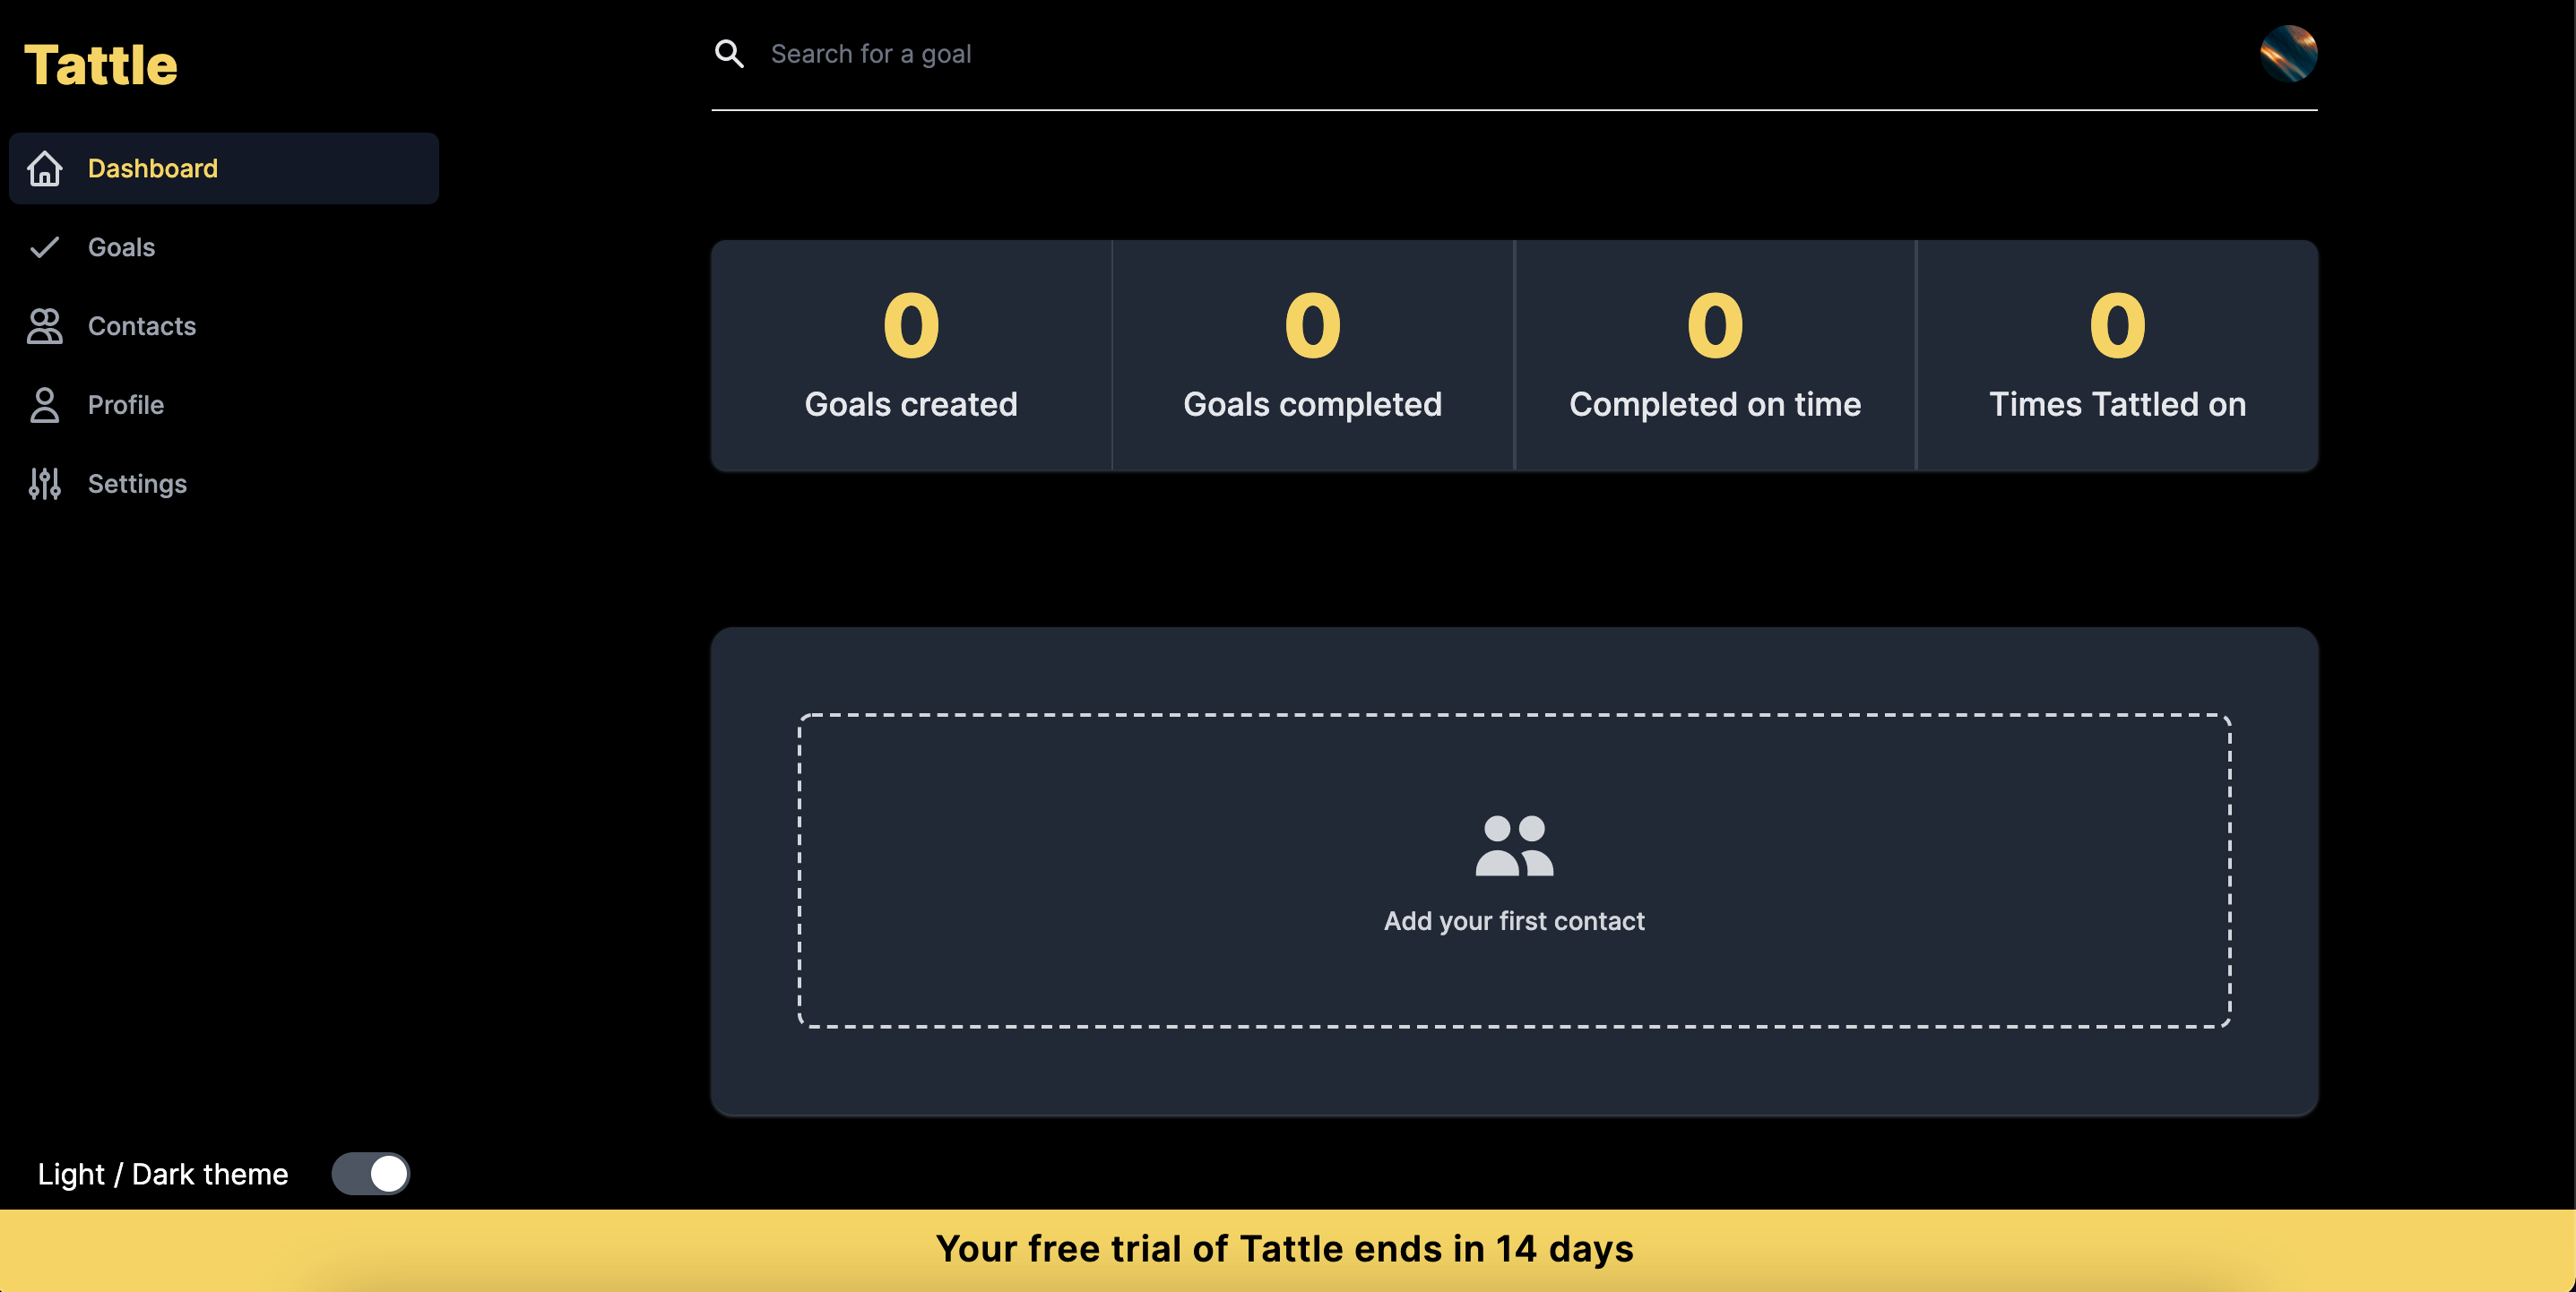 Tattle
Search for a goal
Dashboard
Goals
Contacts
Profile
Settings
0
Goals created
0
Goals completed
0
Completed on time
0
Times Tattled on
Add your first contact
Light / Dark theme
Your free trial of Tattle ends in 14 days